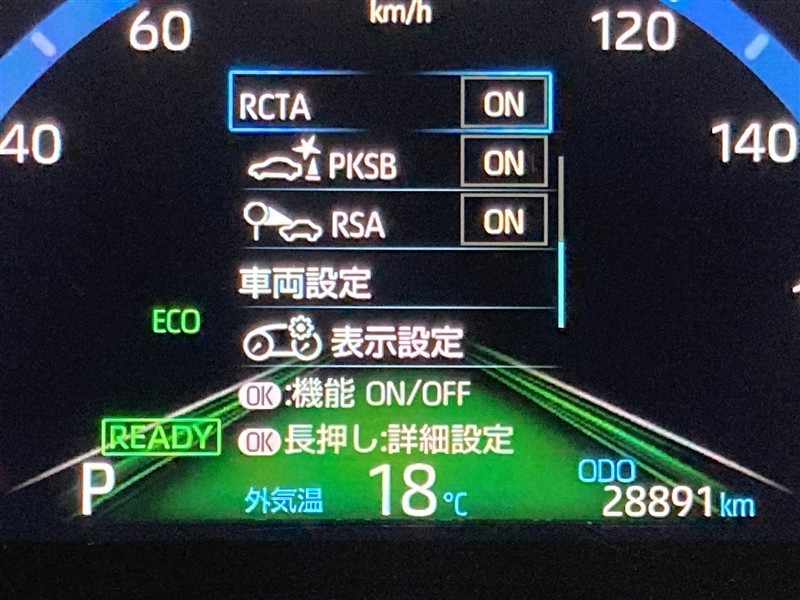 km/h
60 120
40 140
RCTA ON
PKSB ON
RSA ON
車両設定
ECO
表示設定
OK:機能 ON/OFF
READY
OK長押し:詳細設定
P 外気温 18℃
ODO
28891km